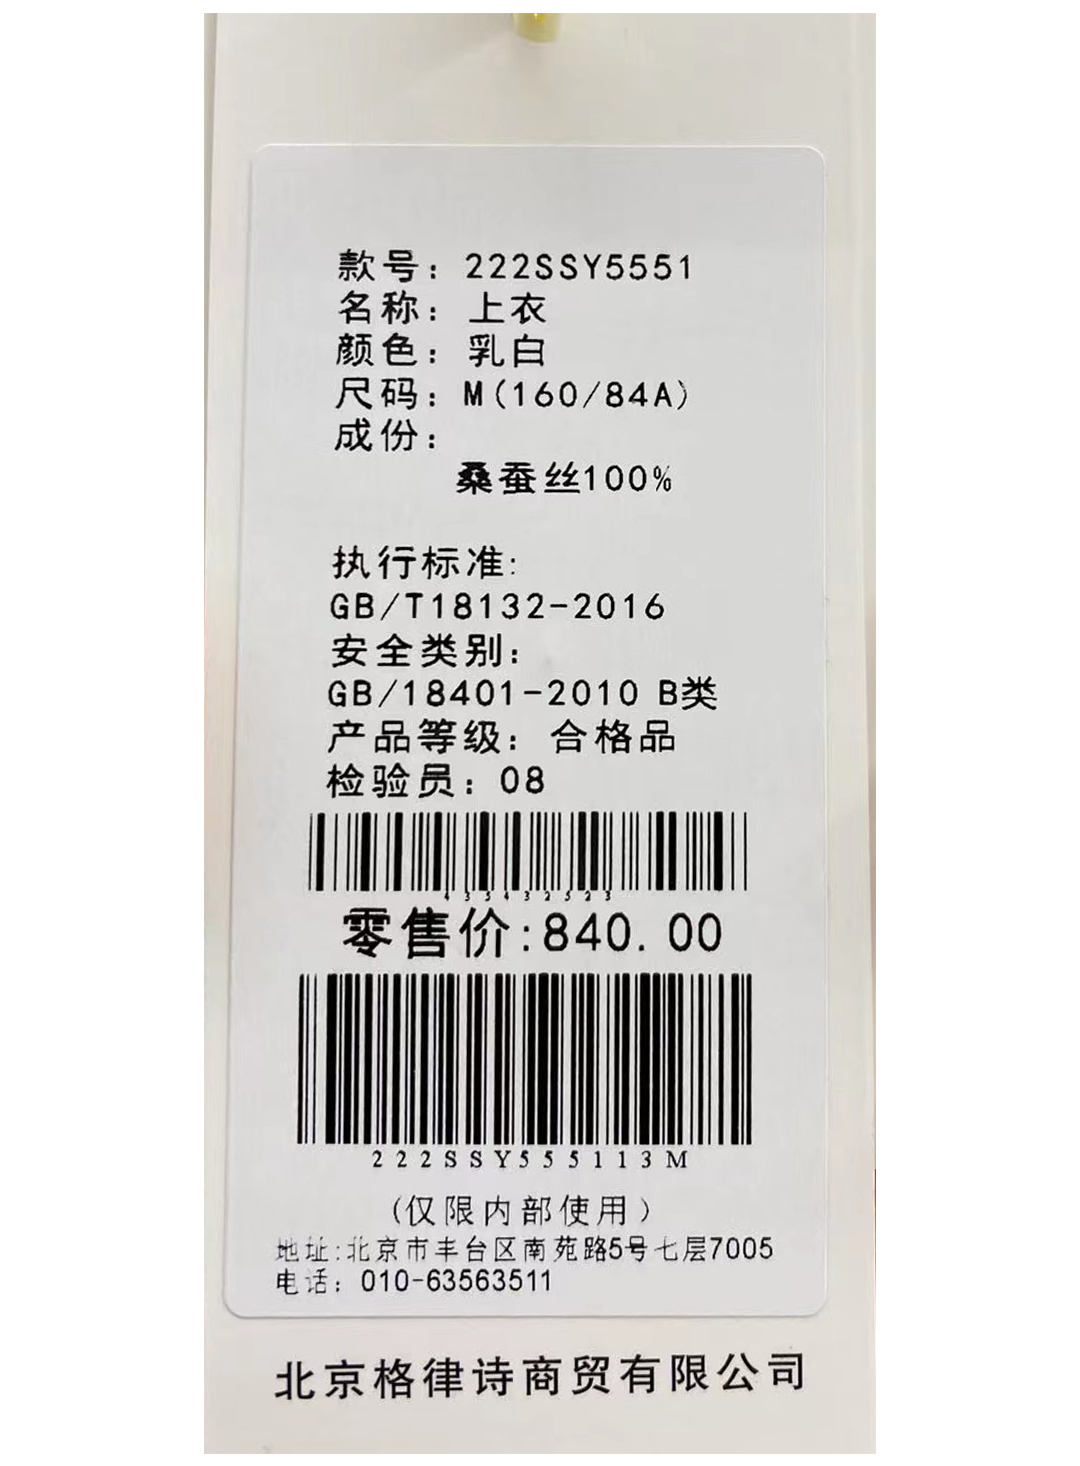 款号：222SSY5551
名称：上衣
颜色：乳白
尺码：M(160/84A)
成份：
桑蚕丝100%
执行标准:
GB/T18132-2016
安全类别：
GB/18401-2010 B类
产品等级：合格品
检验员：08
435432523
零售价:840.00
222SSY555113M
(仅限内部使用)
地址:北京市丰台区南苑路5号七层7005
电话：010-63563511
北京格律诗商贸有限公司